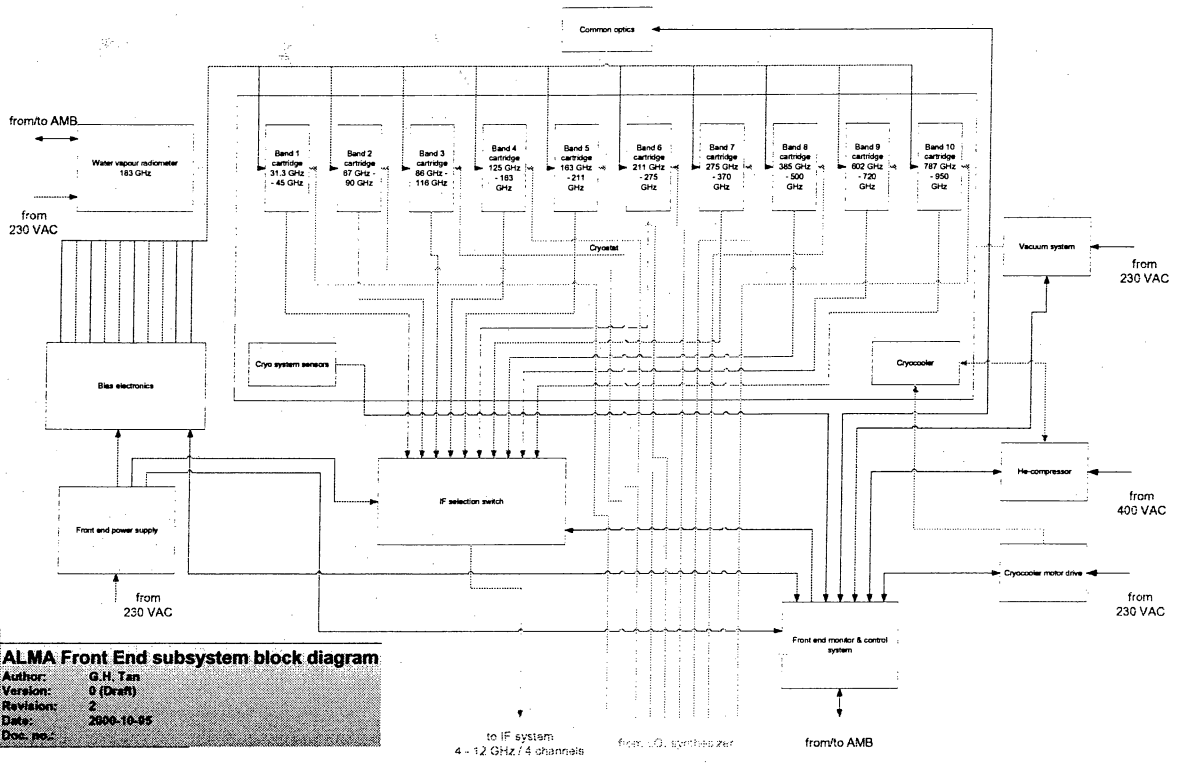 Common optics
from/to AMB
Water vapour radiometer
183 GHz
from
230 VAC
Band 1
cartridge
31.3 GHz
- 45 GHz
Band 2
cartridge
67 GHz -
90 GHz
Band 3
cartridge
86 GHz
- 116 GHz
Band 4
cartridge
125 GHz
- 163
GHz
Band 5
cartridge
163 GHz
- 211
GHz
Band 6
cartridge
211 GHz
- 275
GHz
Band 7
cartridge
275 GHz
- 370
GHz
Band 8
cartridge
385 GHz
- 500
GHz
Band 9
cartridge
602 GHz
- 720
GHz
Band 10
cartridge
787 GHz
- 950
GHz
Cryostat
Vacuum system
from
230 VAC
Bias electronics
Cryo system sensors
Cryocooler
He-compressor
from
400 VAC
IF selection switch
Front end power supply
from
230 VAC
Cryocooler motor drive
from
230 VAC
Front end monitor & control
system
ALMA Front End subsystem block diagram
Author: G.H. Tan
Version: 0 (Draft)
Revision: 2
Date: 2000-10-05
Doc. no.:
to IF system
4 - 12 GHz / 4 channels
from L.O. synthesizer
from/to AMB